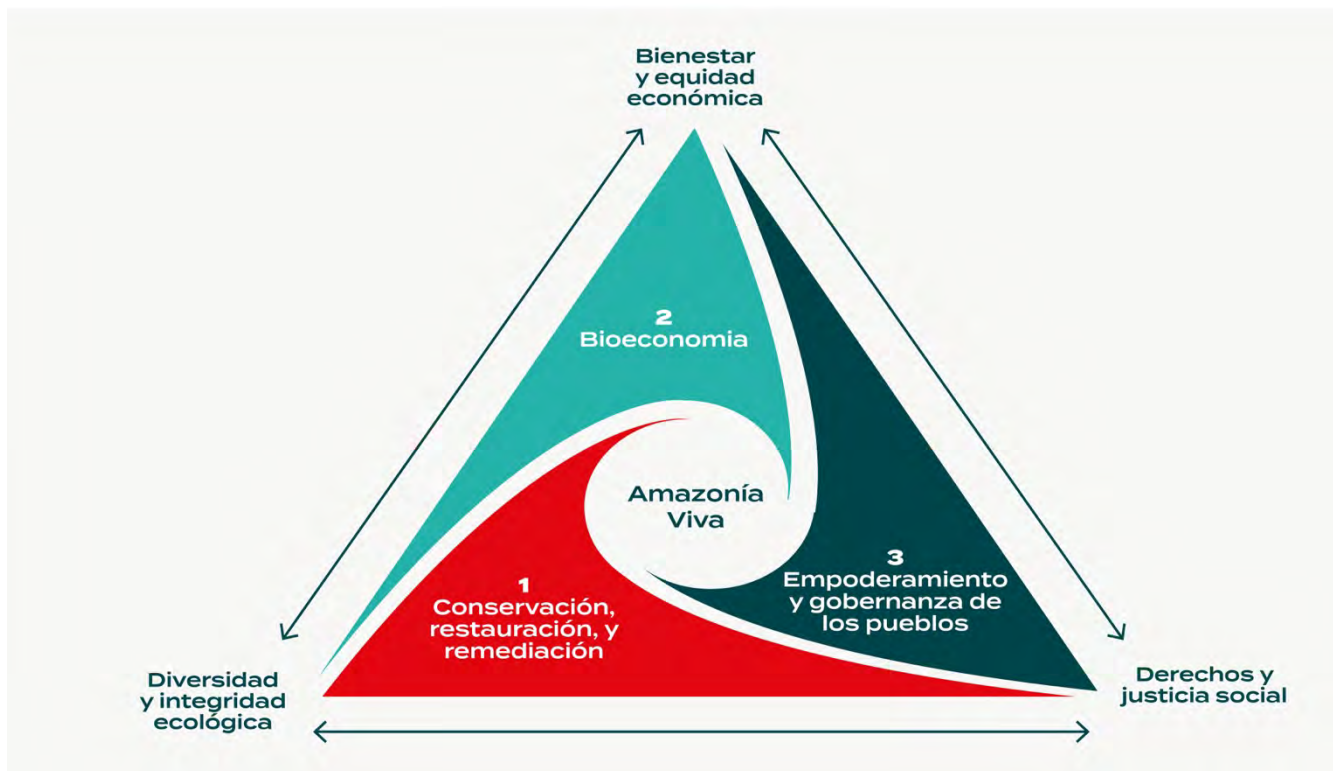 Bienestar
y equidad
económica
2
Bioeconomia
Amazonía
Viva
1
Conservación,
restauración, y
remediación
3
Empoderamiento
y gobernanza de
los pueblos
Diversidad
y integridad
ecológica
Derechos y
justicia social